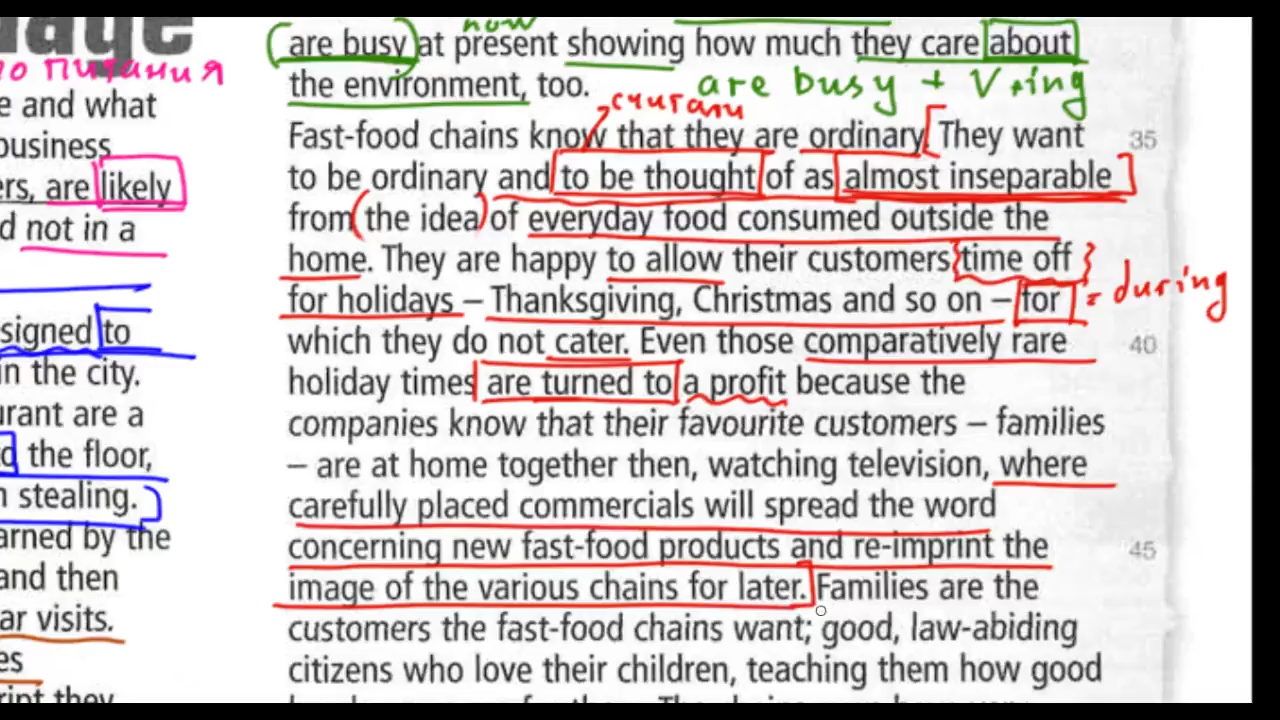 now
are busy at present showing how much they care about
the environment, too.
are busy + V+ing
считали
Fast-food chains know that they are ordinary. They want 35
to be ordinary and to be thought of as almost inseparable
from the idea of everyday food consumed outside the
home. They are happy to allow their customers time off
for holidays – Thanksgiving, Christmas and so on – for = during
which they do not cater. Even those comparatively rare 40
holiday times are turned to a profit because the
companies know that their favourite customers – families
– are at home together then, watching television, where
carefully placed commercials will spread the word
concerning new fast-food products and re-imprint the 45
image of the various chains for later. Families are the
customers the fast-food chains want; good, law-abiding
citizens who love their children, teaching them how good
питания
e and what
business
ers, are likely
d not in a
signed to
in the city.
urant are a
d the floor,
n stealing.
arned by the
and then
ar visits.
es